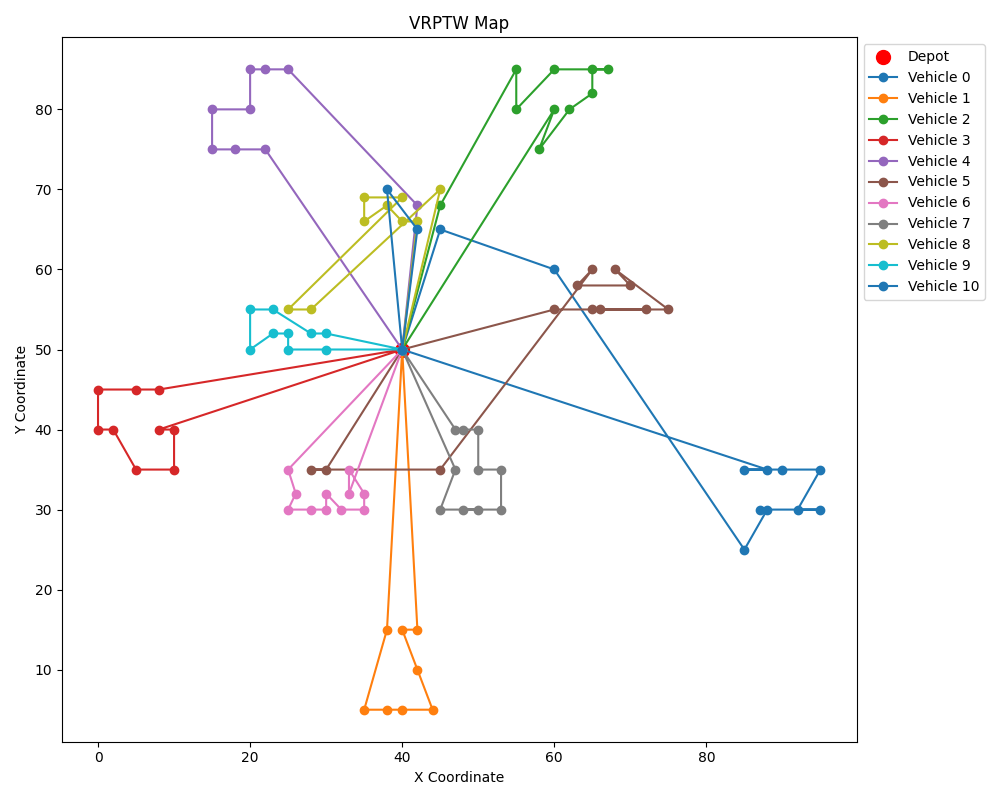 VRPTW Map
Y Coordinate
80
70
60
50
40
30
20
10
0
20
40
60
80
X Coordinate
Depot
Vehicle 0
Vehicle 1
Vehicle 2
Vehicle 3
Vehicle 4
Vehicle 5
Vehicle 6
Vehicle 7
Vehicle 8
Vehicle 9
Vehicle 10